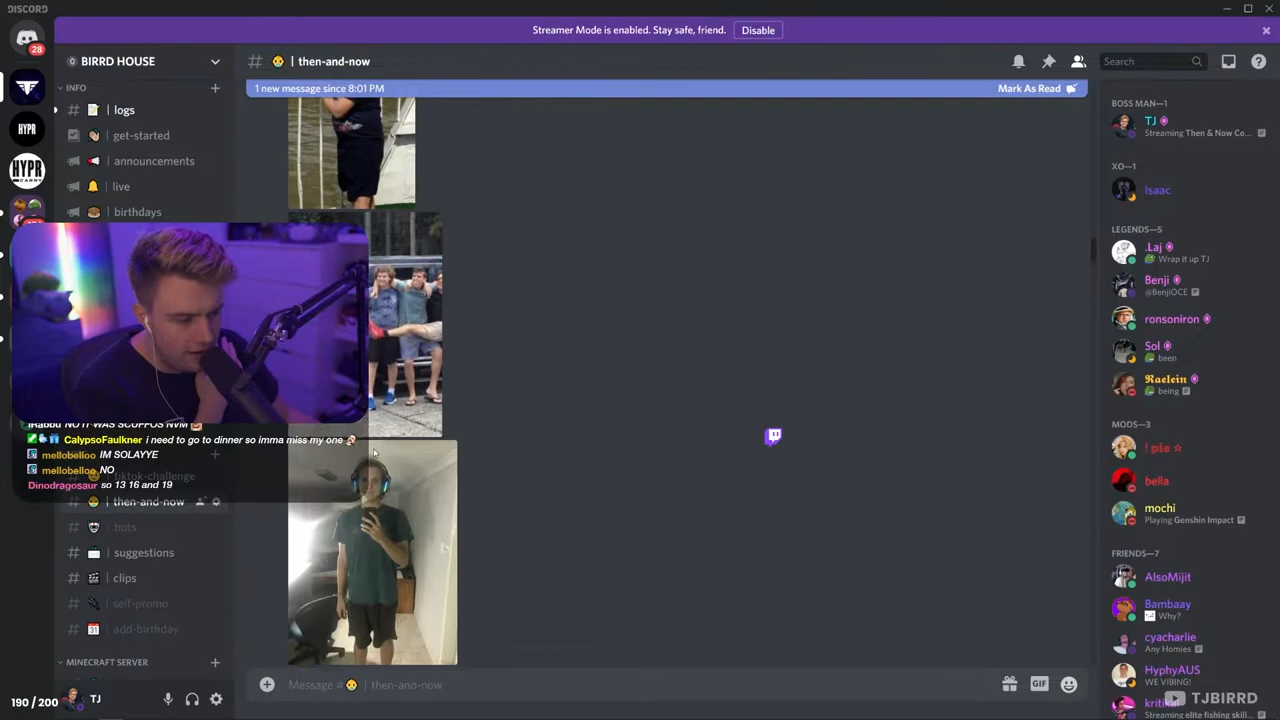 DISCORD
Streamer Mode is enabled. Stay safe, friend.
Disable
28
BIRRD HOUSE
# | then-and-now
Search
1 new message since 8:01 PM
Mark As Read
INFO
logs
get-started
announcements
live
birthdays
HYPR
HYPR
NO IT WAS SCUFFOS NVM
CalypsoFaulkner i need to go to dinner so imma miss my one
mellobelloo IM SOLAYYE
mellobelloo NO
Dinodragosaur so 13 16 and 19
tiktok-challenge
then-and-now
bots
suggestions
clips
self-promo
add-birthday
MINECRAFT SERVER
190 / 200
TJ
Message # | then-and-now
GIF
BOSS MAN—1
TJ
Streaming Then & Now Co...
XO—1
Isaac
LEGENDS—5
.Laj
Wrap it up TJ
Benji
@BenjiOCE
ronsoniron
Sol
been
Raelein
being
MODS—3
! pie ☆
bella
mochi
Playing Genshin Impact
FRIENDS—7
AlsoMijit
Bambaay
Why?
cyacharlie
Any Homies
HyphyAUS
WE VIBING!
kritikal
Streaming elite fishing skill...
TJBIRRD